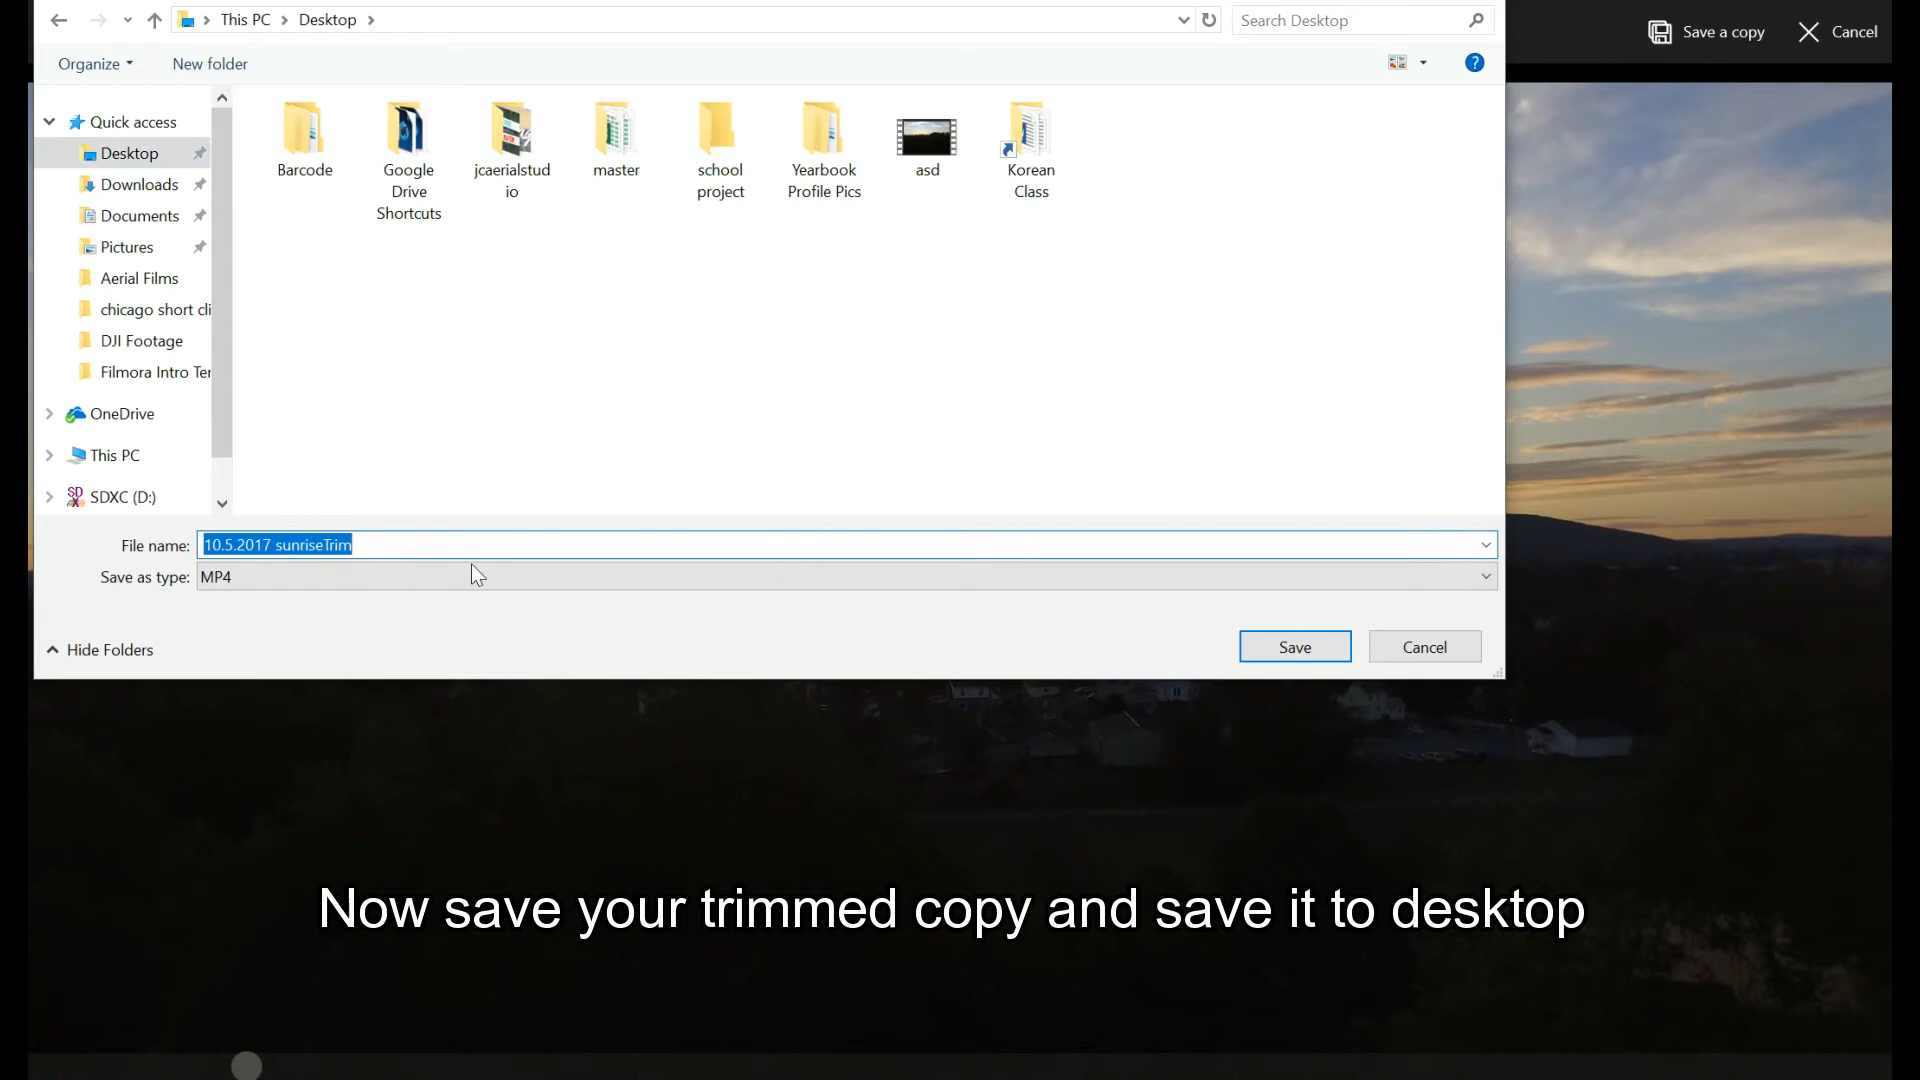 This PC
Desktop
Search Desktop
Save a copy
Cancel
Organize
New folder
?
Quick access
Desktop
Downloads
Documents
Pictures
Aerial Films
chicago short cli
DJI Footage
Filmora Intro Ter
OneDrive
This PC
SDXC (D:)
Barcode
Google
Drive
Shortcuts
jcaerialstud
io
master
school
project
Yearbook
Profile Pics
asd
Korean
Class
File name: 10.5.2017 sunriseTrim
Save as type: MP4
Hide Folders
Save
Cancel
Now save your trimmed copy and save it to desktop